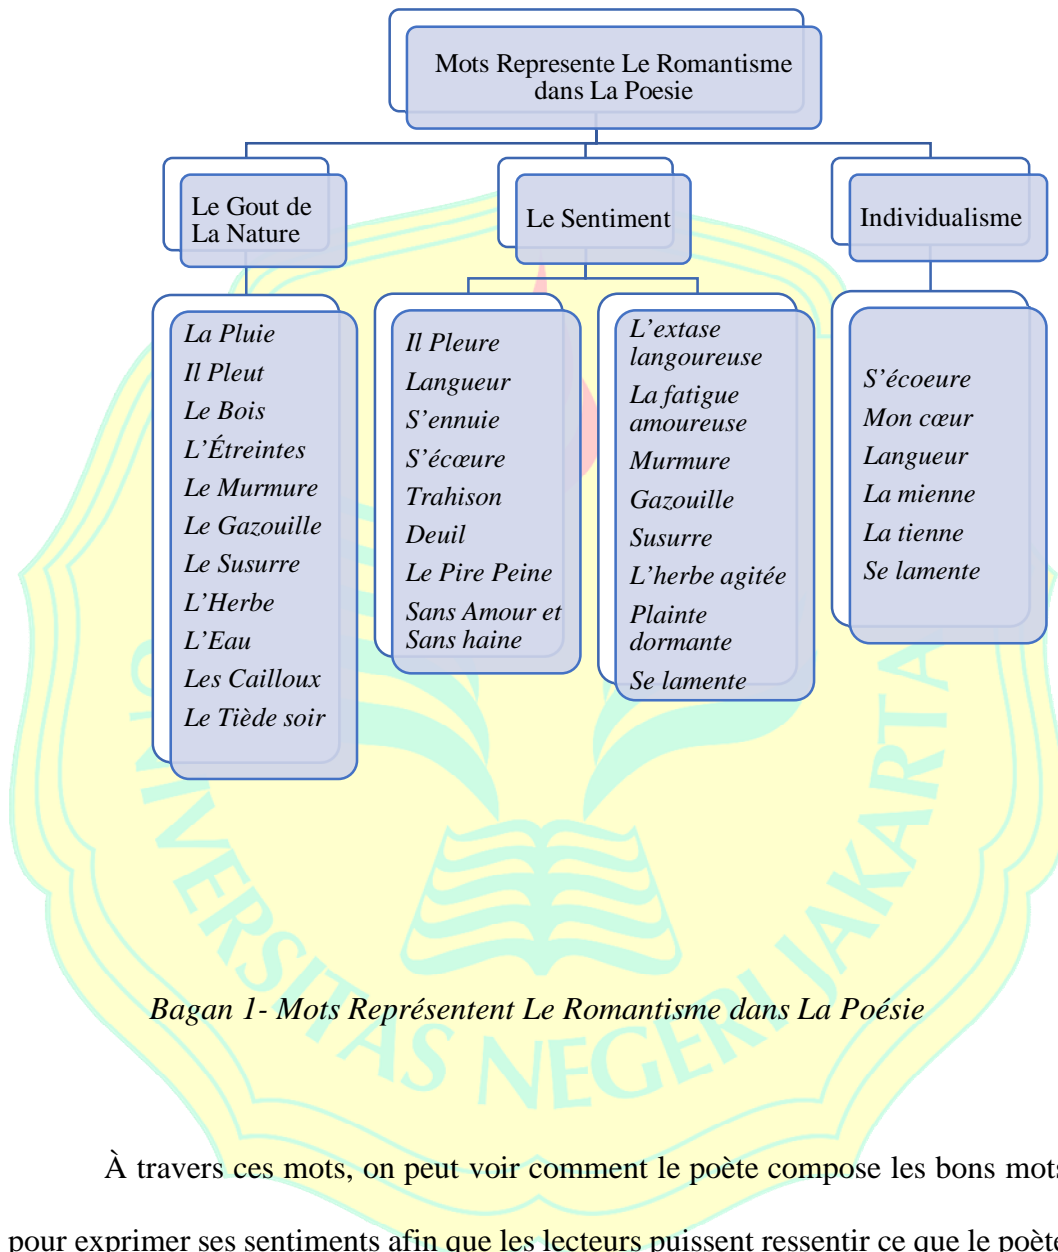 Mots Represente Le Romantisme
dans La Poesie
Le Gout de
La Nature
Le Sentiment
Individualisme
La Pluie
Il Pleut
Le Bois
L’Étreintes
Le Murmure
Le Gazouille
Le Susurre
L’Herbe
L’Eau
Les Cailloux
Le Tiède soir
Il Pleure
Langueur
S’ennuie
S’écœure
Trahison
Deuil
Le Pire Peine
Sans Amour et
Sans haine
L’extase
langoureuse
La fatigue
amoureuse
Murmure
Gazouille
Susurre
L’herbe agitée
Plainte
dormante
Se lamente
S’écoeure
Mon cœur
Langueur
La mienne
La tienne
Se lamente
UNIVERSITAS NEGERI JAKARTA
Bagan 1- Mots Représentent Le Romantisme dans La Poésie
À travers ces mots, on peut voir comment le poète compose les bons mots
pour exprimer ses sentiments afin que les lecteurs puissent ressentir ce que le poète